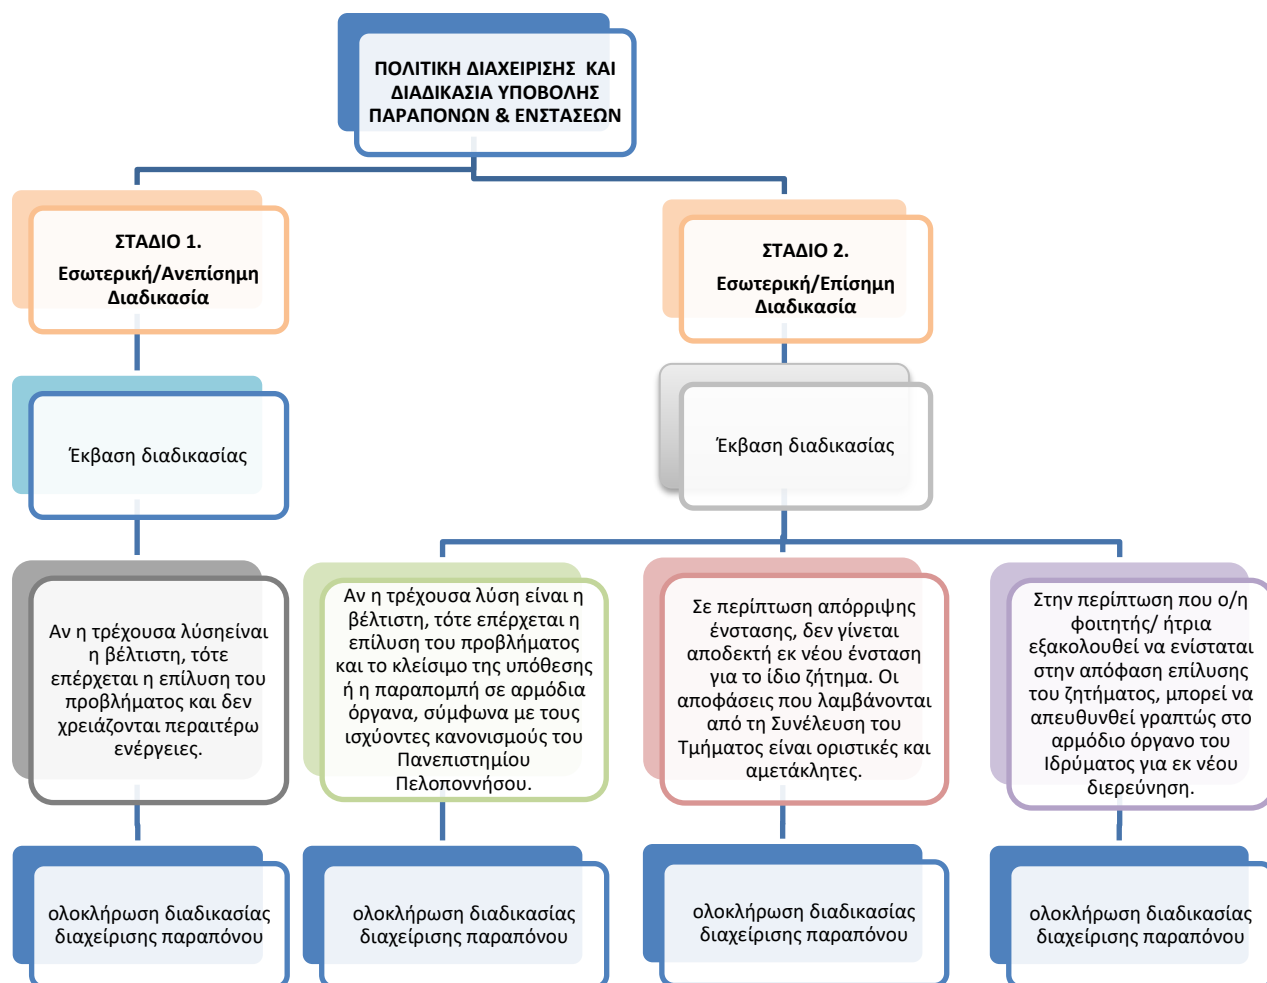 ΠΟΛΙΤΙΚΗ ΔΙΑΧΕΙΡΙΣΗΣ ΚΑΙ
ΔΙΑΔΙΚΑΣΙΑ ΥΠΟΒΟΛΗΣ
ΠΑΡΑΠΟΝΩΝ & ΕΝΣΤΑΣΕΩΝ
ΣΤΑΔΙΟ 1.
Εσωτερική/Ανεπίσημη
Διαδικασία
ΣΤΑΔΙΟ 2.
Εσωτερική/Επίσημη
Διαδικασία
Έκβαση διαδικασίας
Έκβαση διαδικασίας
Αν η τρέχουσα λύσηείναι
η βέλτιστη, τότε
επέρχεται η επίλυση του
προβλήματος και δεν
χρειάζονται περαιτέρω
ενέργειες.
Αν η τρέχουσα λύση είναι η
βέλτιστη, τότε επέρχεται η
επίλυση του προβλήματος
και το κλείσιμο της υπόθεσης
ή η παραπομπή σε αρμόδια
όργανα, σύμφωνα με τους
ισχύοντες κανονισμούς του
Πανεπιστημίου
Πελοποννήσου.
Σε περίπτωση απόρριψης
ένστασης, δεν γίνεται
αποδεκτή εκ νέου ένσταση
για το ίδιο ζήτημα. Οι
αποφάσεις που λαμβάνονται
από τη Συνέλευση του
Τμήματος είναι οριστικές και
αμετάκλητες.
Στην περίπτωση που ο/η
φοιτητής/ ήτρια
εξακολουθεί να ενίσταται
στην απόφαση επίλυσης
του ζητήματος, μπορεί να
απευθυνθεί γραπτώς στο
αρμόδιο όργανο του
Ιδρύματος για εκ νέου
διερεύνηση.
ολοκλήρωση διαδικασίας
διαχείρισης παραπόνου
ολοκλήρωση διαδικασίας
διαχείρισης παραπόνου
ολοκλήρωση διαδικασίας
διαχείρισης παραπόνου
ολοκλήρωση διαδικασίας
διαχείρισης παραπόνου